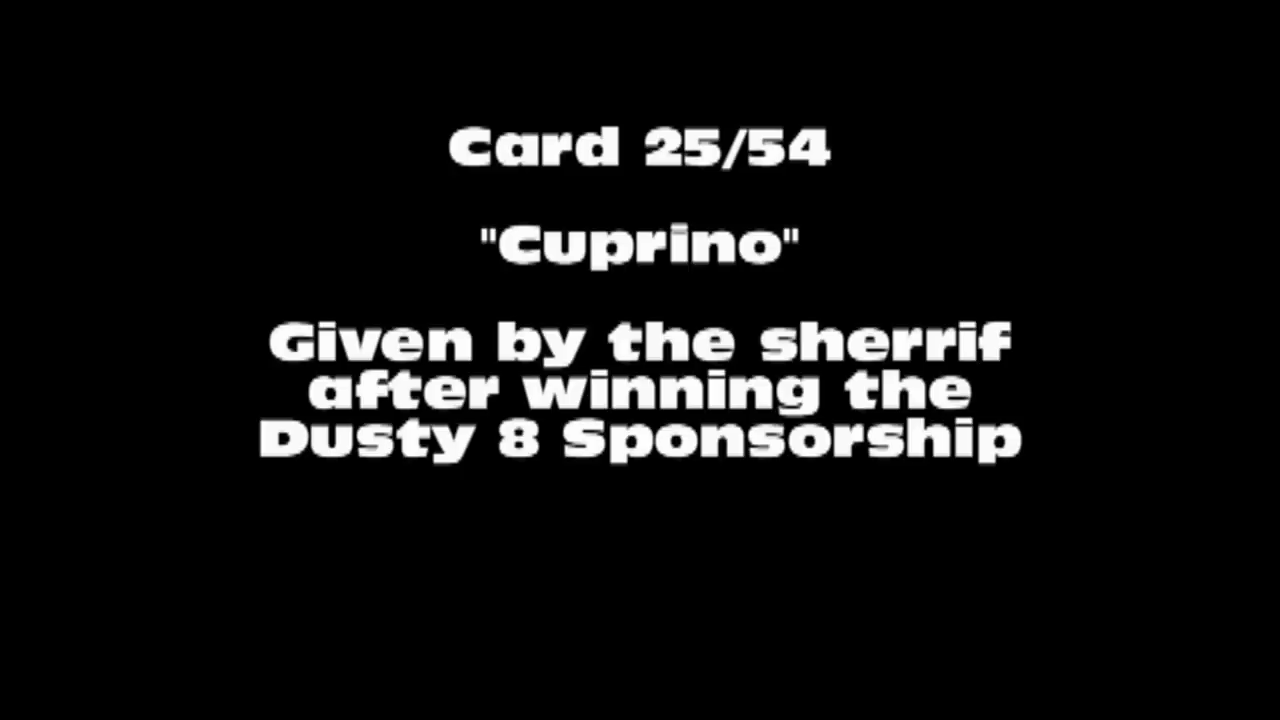 Card 25/54
"Cuprino"
Given by the sherrif
after winning the
Dusty 8 Sponsorship